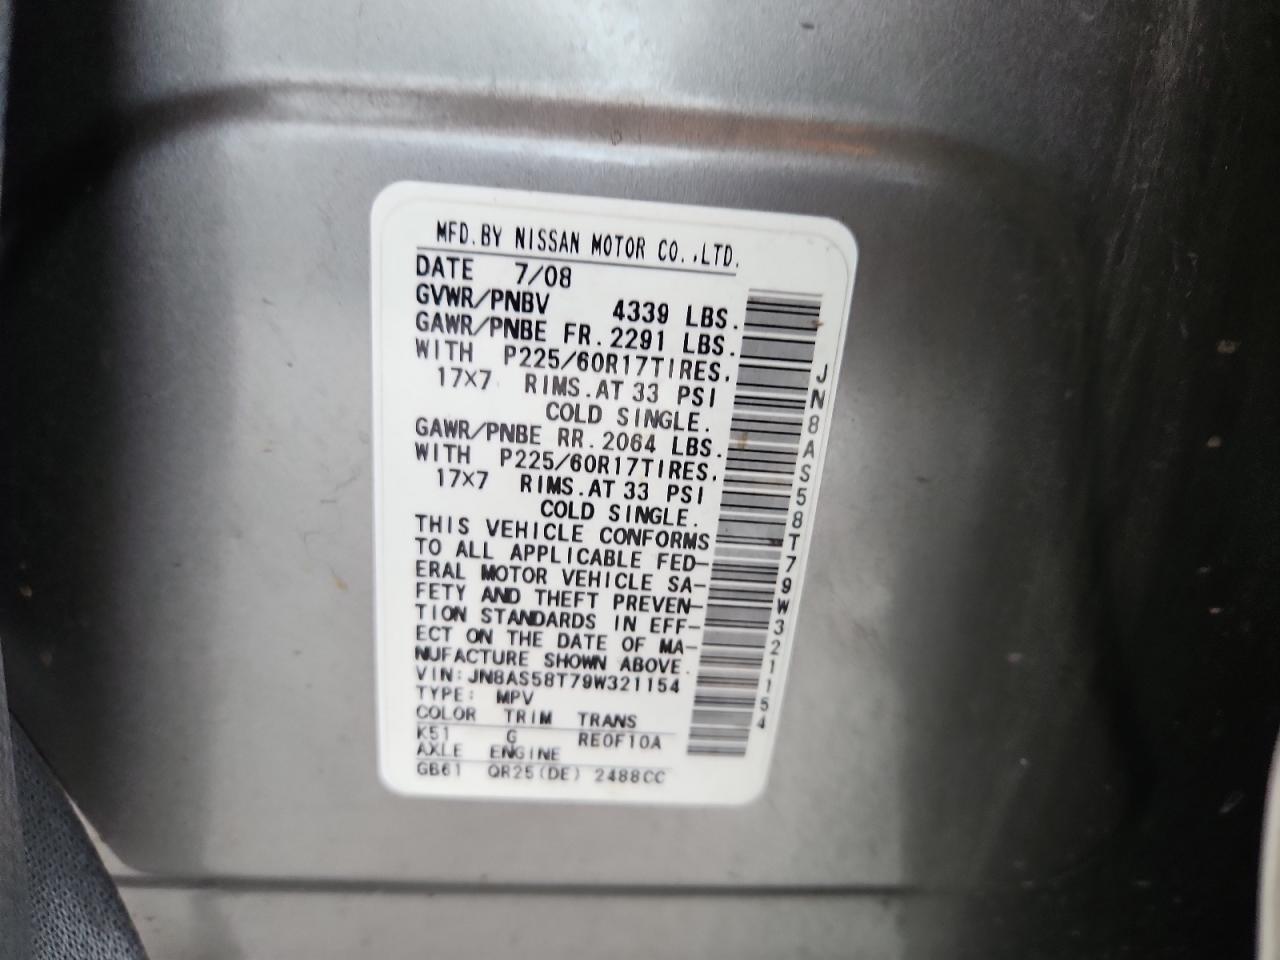 MFD.BY NISSAN MOTOR CO.,LTD.
DATE 7/08
GVWR/PNBV 4339 LBS.
GAWR/PNBE FR.2291 LBS.
WITH P225/60R17TIRES.
17×7 RIMS.AT 33 PSI
COLD SINGLE.
GAWR/PNBE RR.2064 LBS.
WITH P225/60R17TIRES.
17×7 RIMS.AT 33 PSI
COLD SINGLE.
THIS VEHICLE CONFORMS
TO ALL APPLICABLE FED-
ERAL MOTOR VEHICLE SA-
FETY AND THEFT PREVEN-
TION STANDARDS IN EFF-
ECT ON THE DATE OF MA-
NUFACTURE SHOWN ABOVE.
VIN:JN8AS58T79W321154
TYPE: MPV
COLOR TRIM TRANS
K51 G RE0F10A
AXLE ENGINE
GB61 QR25(DE) 2488CC
JN8AS58T79W321154